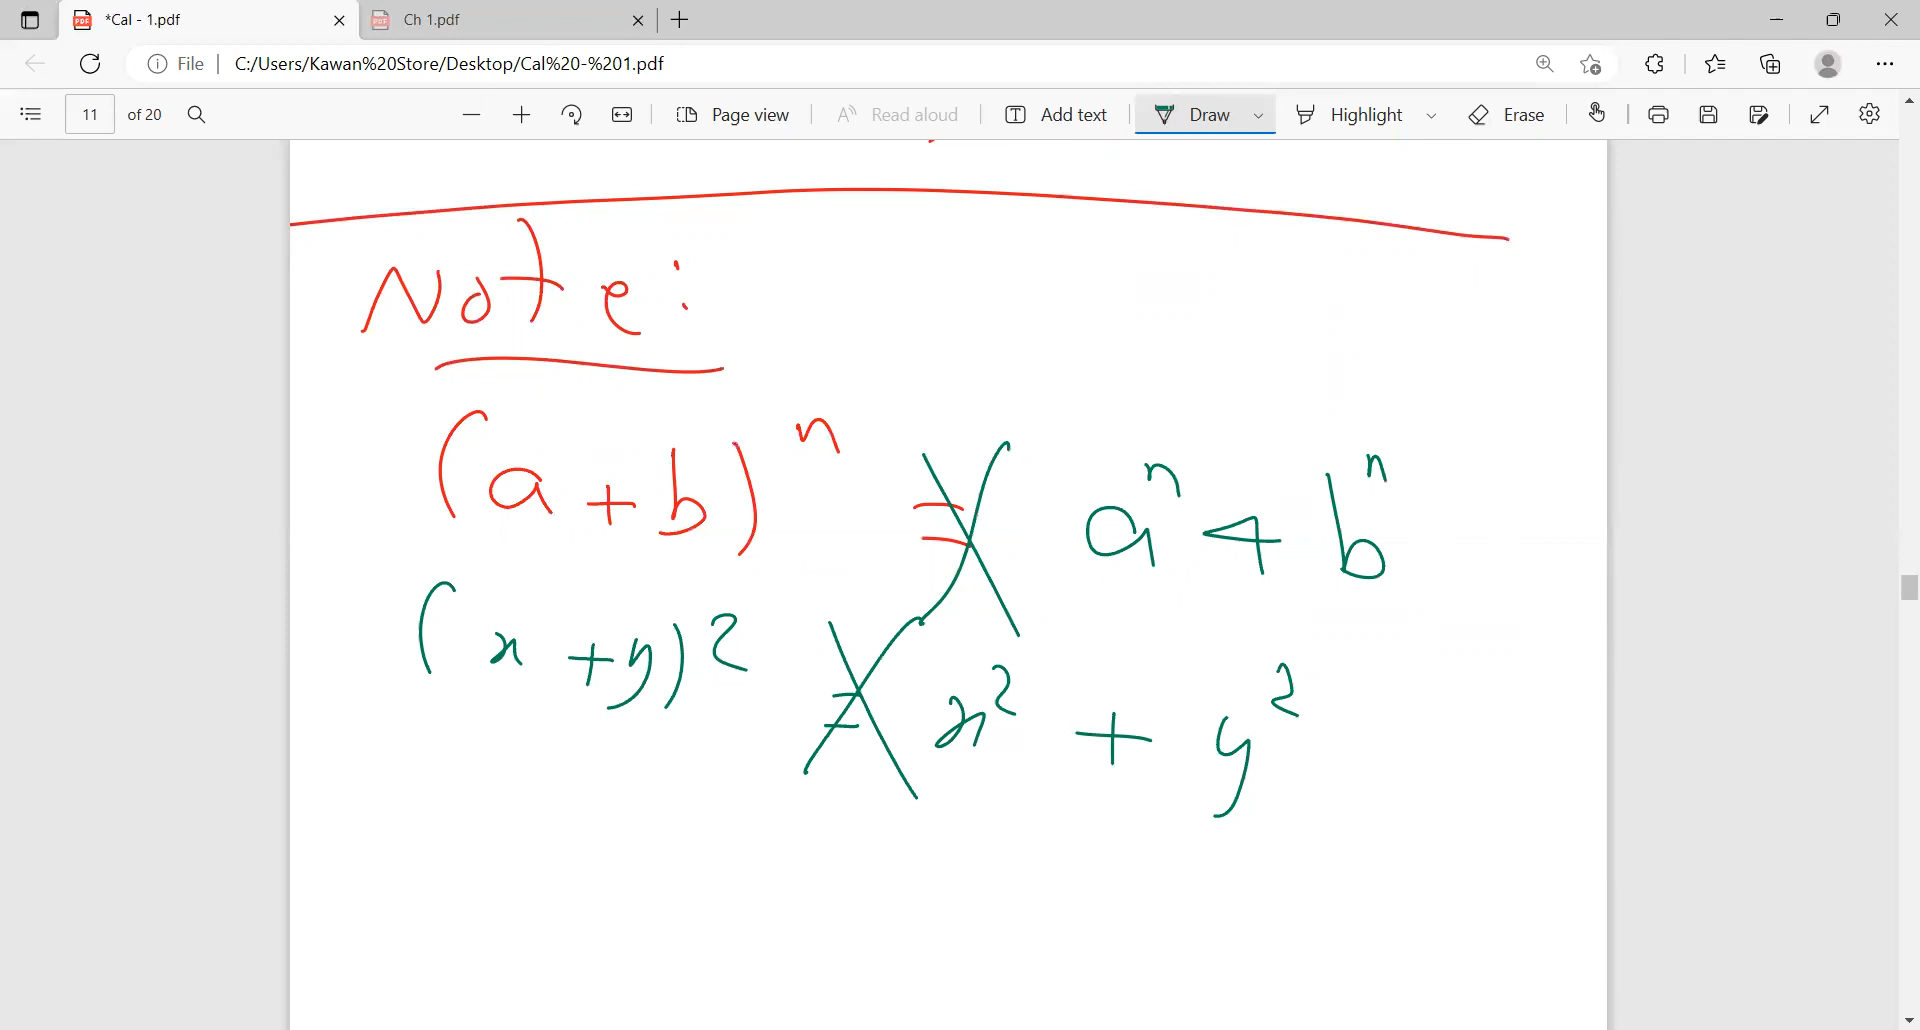 *Cal - 1.pdf
Ch 1.pdf
File
C:/Users/Kawan%20Store/Desktop/Cal%20-%201.pdf
11 of 20
Page view
Read aloud
Add text
Draw
Highlight
Erase
Note:
(a + b)ⁿ = aⁿ + bⁿ
(x + y)² = x² + y²